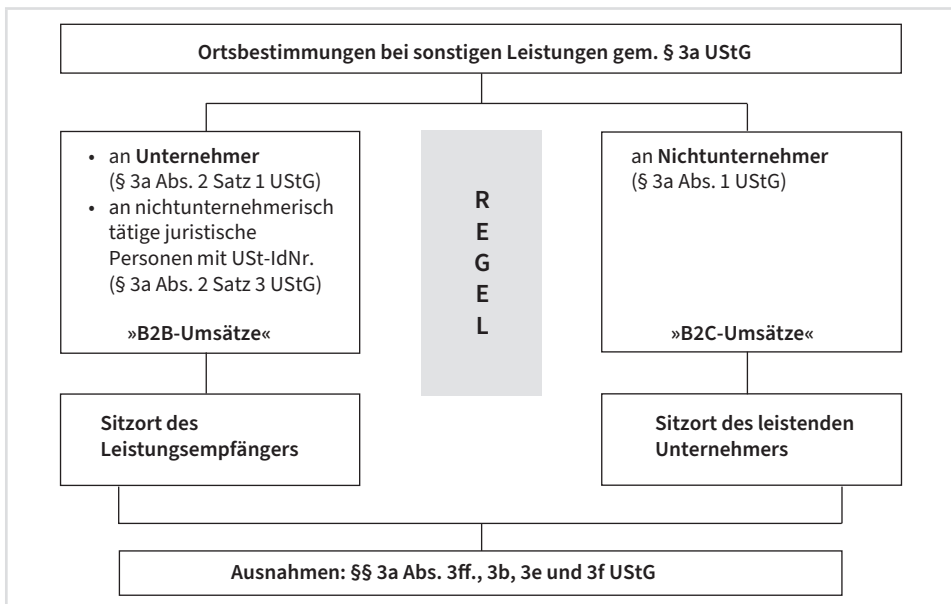 Ortsbestimmungen bei sonstigen Leistungen gem. § 3a UStG
• an Unternehmer
(§ 3a Abs. 2 Satz 1 UStG)
• an nichtunternehmerisch
tätige juristische
Personen mit USt-IdNr.
(§ 3a Abs. 2 Satz 3 UStG)
»B2B-Umsätze«
R
E
G
E
L
an Nichtunternehmer
(§ 3a Abs. 1 UStG)
»B2C-Umsätze«
Sitzort des
Leistungsempfängers
Sitzort des leistenden
Unternehmers
Ausnahmen: §§ 3a Abs. 3ff., 3b, 3e und 3f UStG